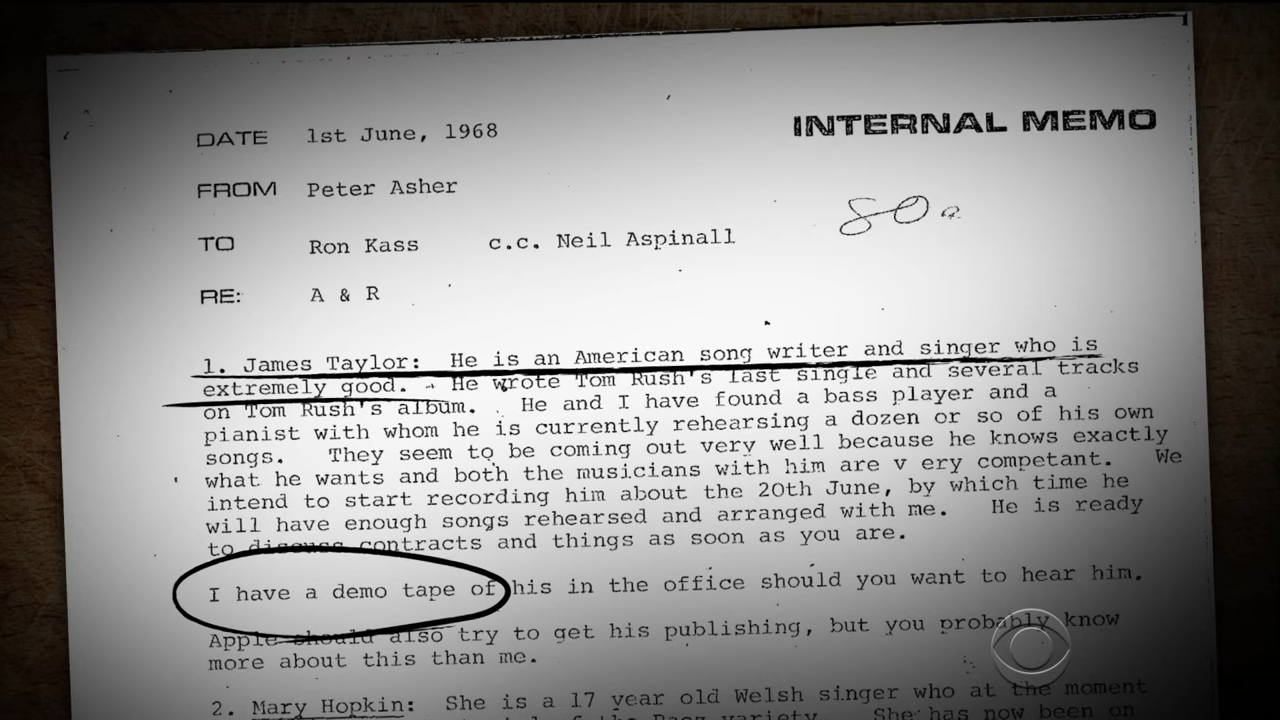 INTERNAL MEMO
DATE 1st June, 1968
FROM Peter Asher
TO Ron Kass c.c. Neil Aspinall
RE: A & R
1. James Taylor: He is an American song writer and singer who is
extremely good. He wrote Tom Rush's last single and several tracks
on Tom Rush's album. He and I have found a bass player and a
pianist with whom he is currently rehearsing a dozen or so of his own
songs. They seem to be coming out very well because he knows exactly
what he wants and both the musicians with him are v ery competant. We
intend to start recording him about the 20th June, by which time he
will have enough songs rehearsed and arranged with me. He is ready
to discuss contracts and things as soon as you are.
I have a demo tape of his in the office should you want to hear him.
Apple should also try to get his publishing, but you probably know
more about this than me.
2. Mary Hopkin: She is a 17 year old Welsh singer who at the moment
variety. She has now been on